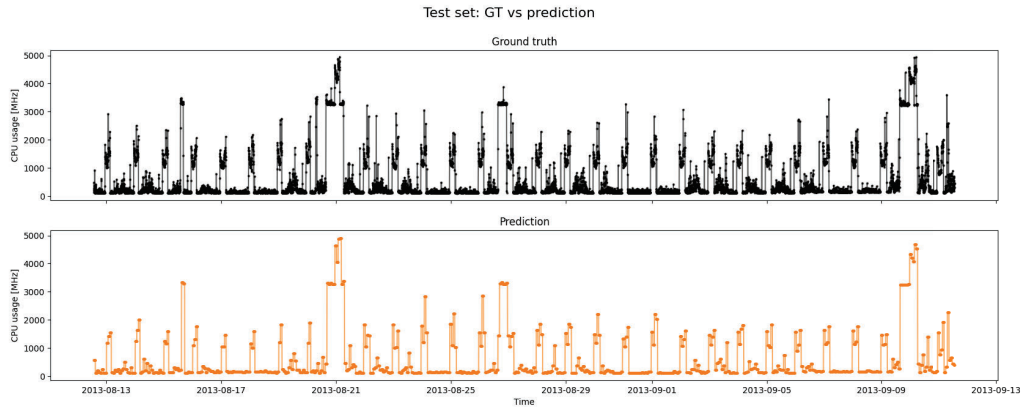 Test set: GT vs prediction
Ground truth
CPU usage [MHz]
5000
4000
3000
2000
1000
0
Prediction
CPU usage [MHz]
5000
4000
3000
2000
1000
0
2013-08-13 2013-08-17 2013-08-21 2013-08-25 2013-08-29 2013-09-01 2013-09-05 2013-09-09 2013-09-13
Time